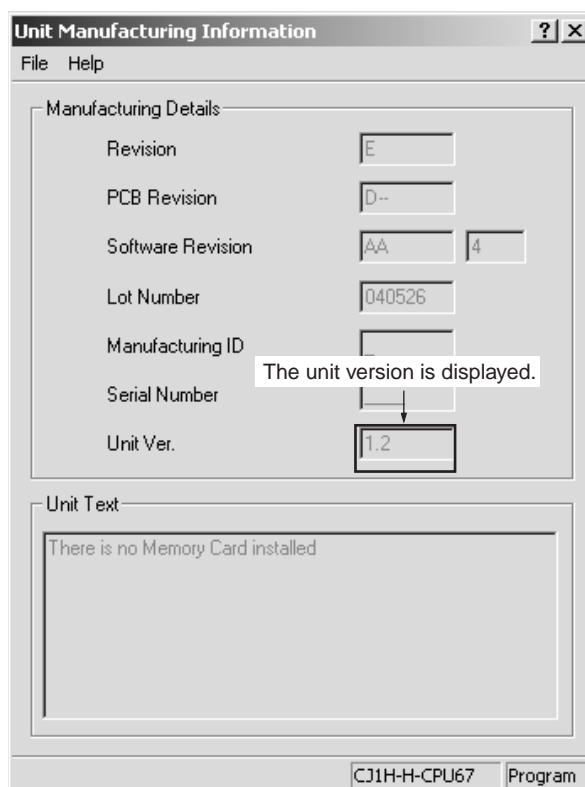 Unit Manufacturing Information ? X
File Help
Manufacturing Details
Revision E
PCB Revision D--
Software Revision AA 4
Lot Number 040526
Manufacturing ID _
The unit version is displayed.
Serial Number ____
Unit Ver. 1.2
Unit Text
There is no Memory Card installed
CJ1H-H-CPU67 Program